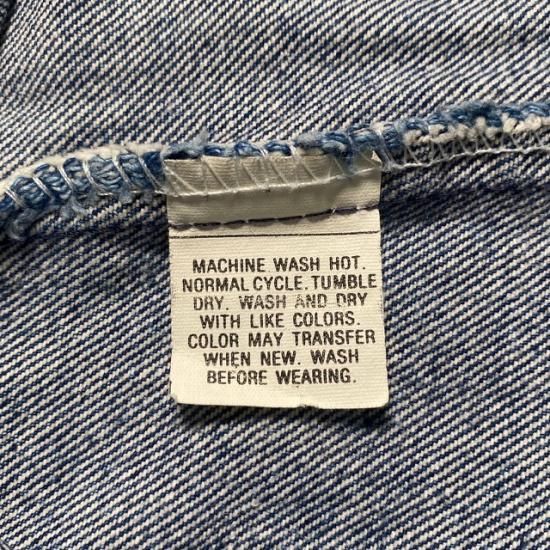 MACHINE WASH HOT.
NORMAL CYCLE. TUMBLE
DRY. WASH AND DRY
WITH LIKE COLORS.
COLOR MAY TRANSFER
WHEN NEW. WASH
BEFORE WEARING.